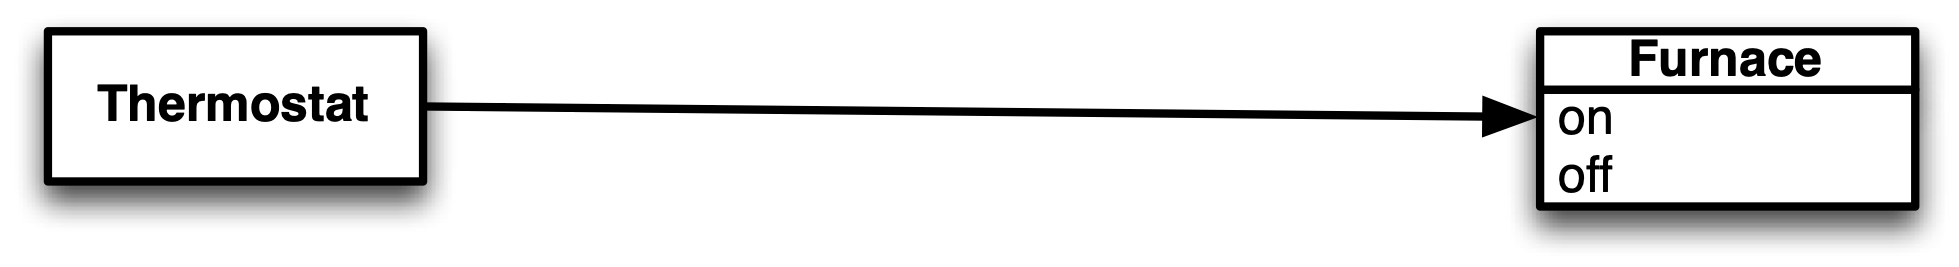 Thermostat
Furnace
on
off